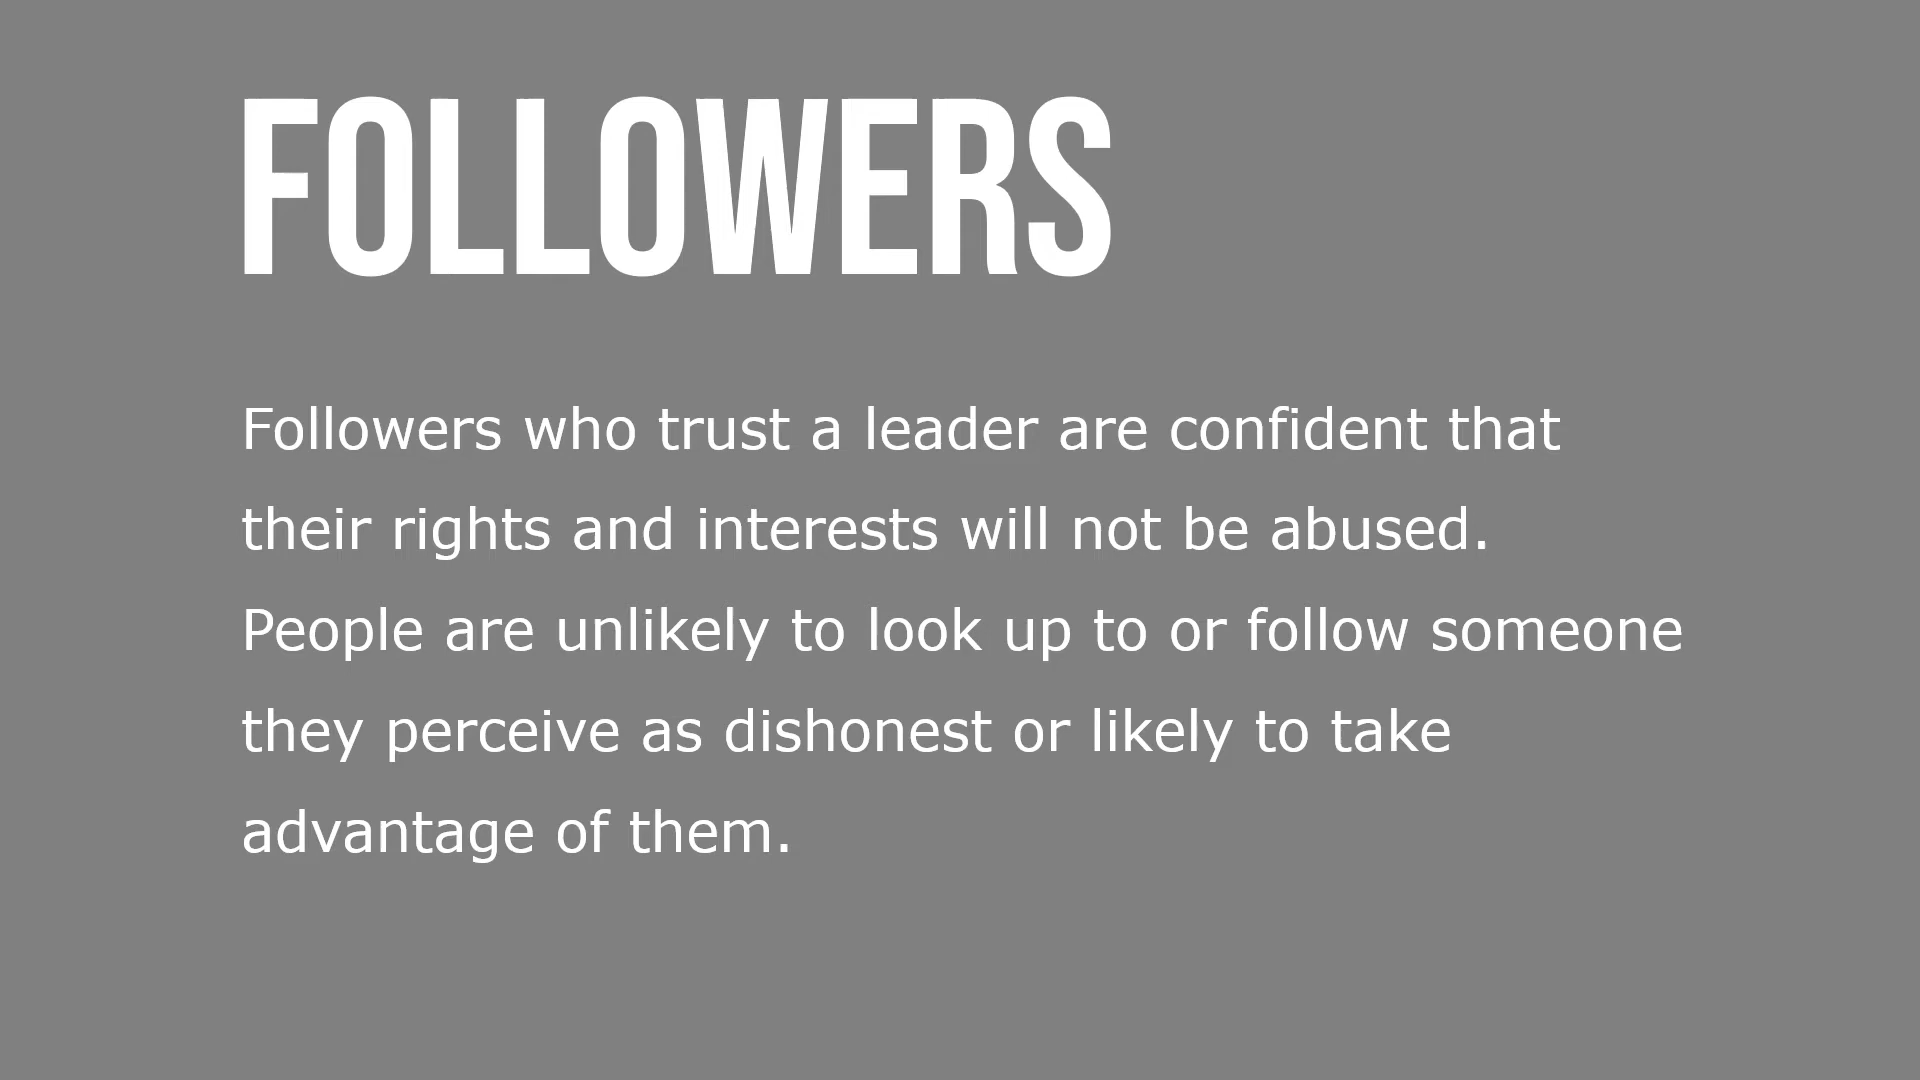 FOLLOWERS
Followers who trust a leader are confident that
their rights and interests will not be abused.
People are unlikely to look up to or follow someone
they perceive as dishonest or likely to take
advantage of them.